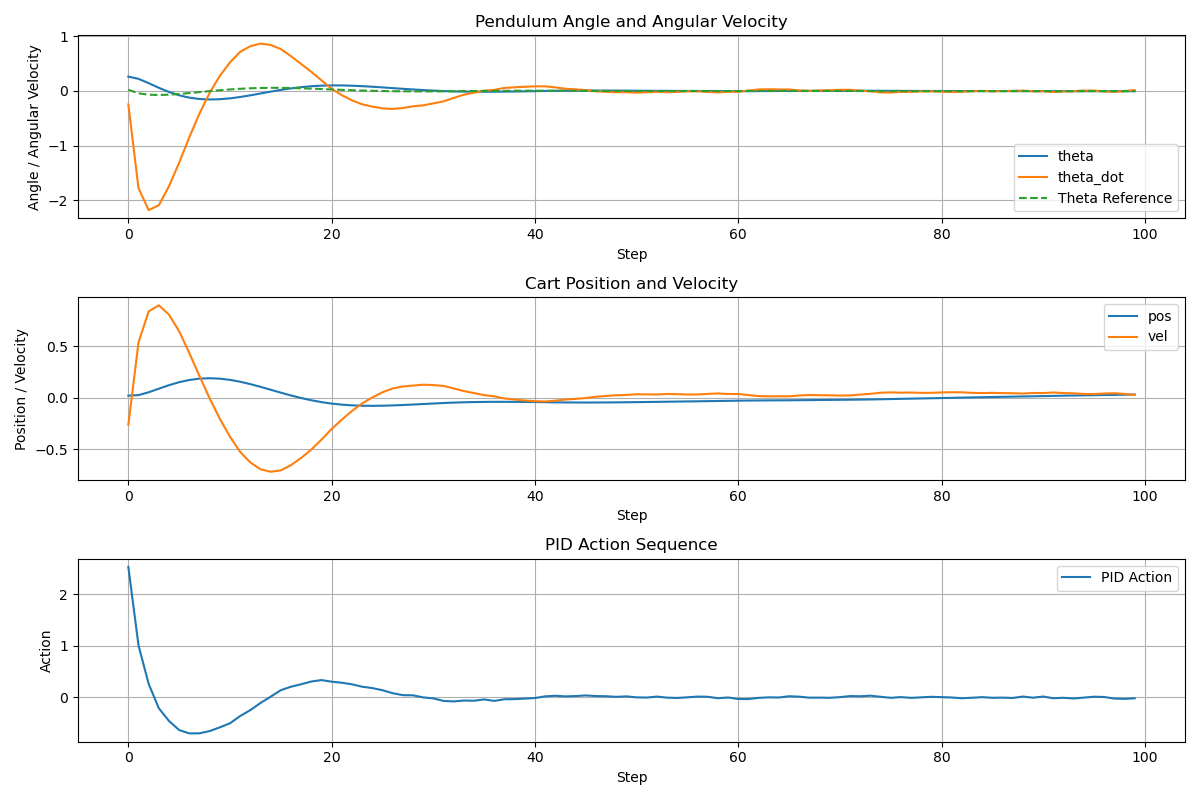 Pendulum Angle and Angular Velocity
Angle / Angular Velocity
1
0
−1
−2
theta
theta_dot
Theta Reference
0 20 40 60 80 100
Step
Cart Position and Velocity
Position / Velocity
0.5
0.0
−0.5
pos
vel
0 20 40 60 80 100
Step
PID Action Sequence
Action
2
1
0
PID Action
0 20 40 60 80 100
Step